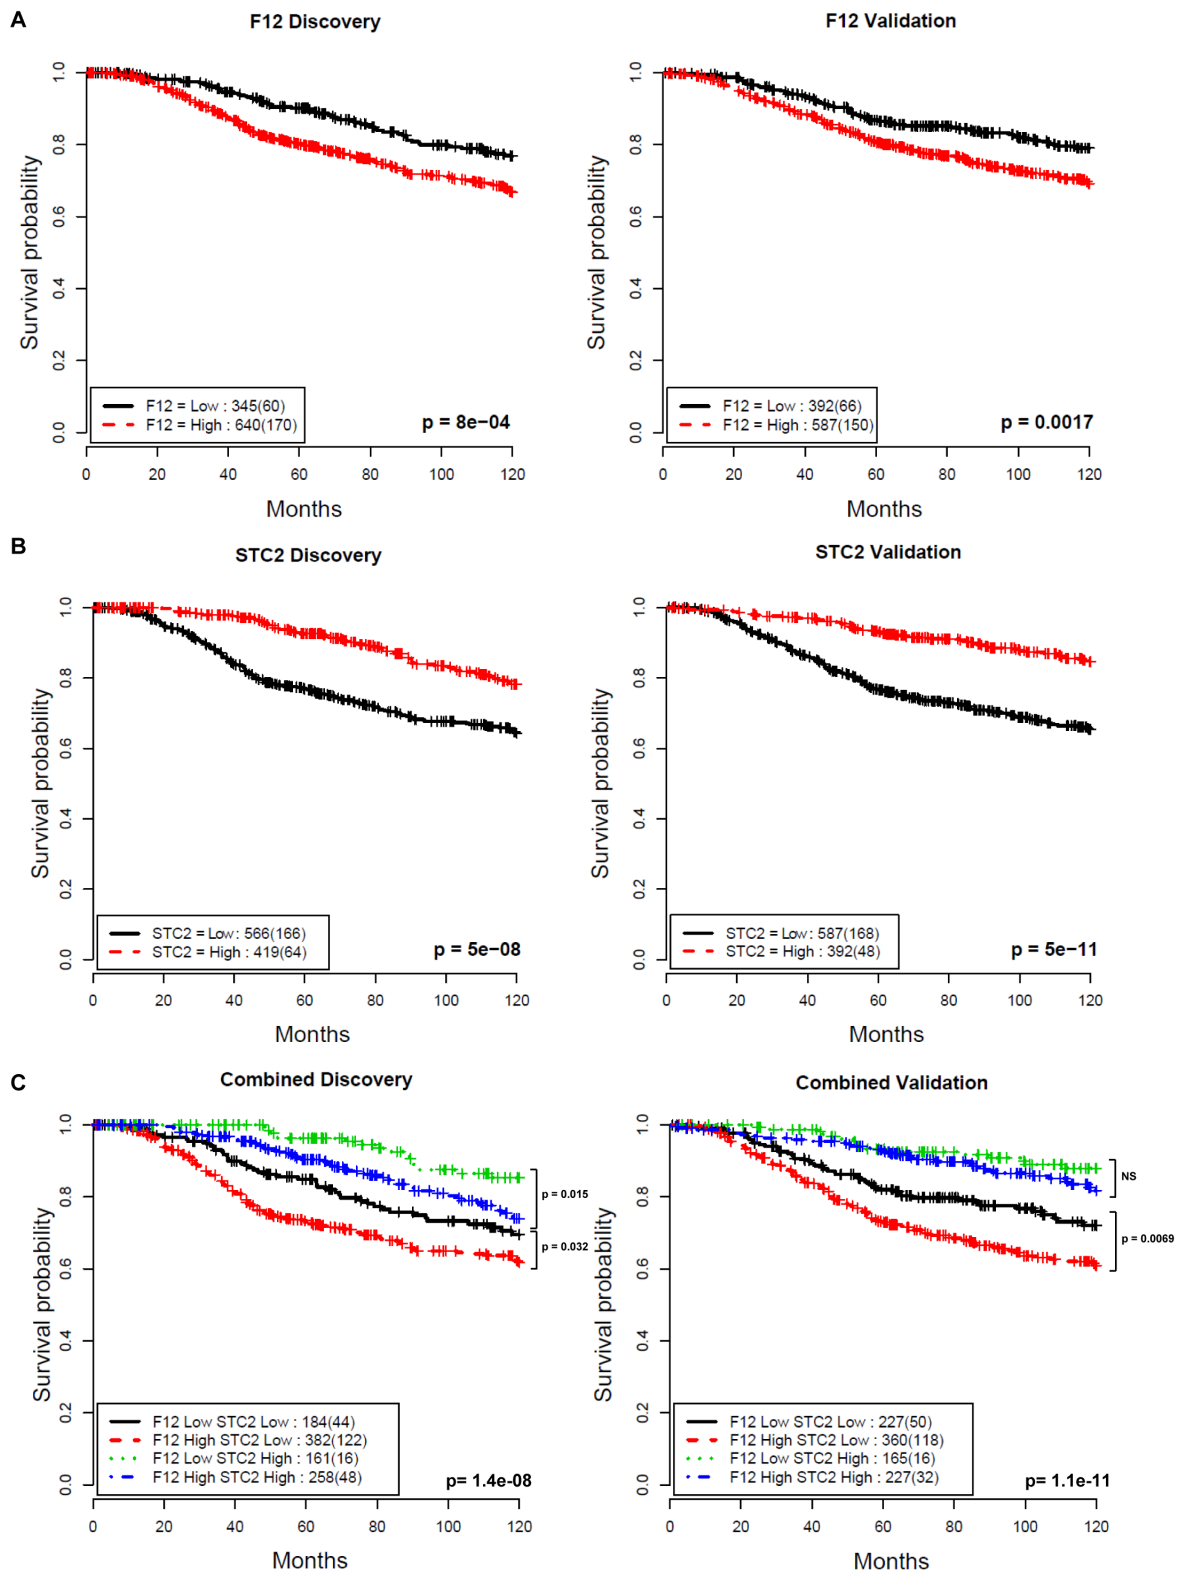 A
F12 Discovery
F12 Validation
Survival probability
0.0 0.2 0.4 0.6 0.8 1.0
F12 = Low : 345(60)
F12 = High : 640(170)
p = 8e−04
0 20 40 60 80 100 120
Months
Survival probability
0.0 0.2 0.4 0.6 0.8 1.0
F12 = Low : 392(66)
F12 = High : 587(150)
p = 0.0017
0 20 40 60 80 100 120
Months
B
STC2 Discovery
STC2 Validation
Survival probability
0.0 0.2 0.4 0.6 0.8 1.0
STC2 = Low : 566(166)
STC2 = High : 419(64)
p = 5e−08
0 20 40 60 80 100 120
Months
Survival probability
0.0 0.2 0.4 0.6 0.8 1.0
STC2 = Low : 587(168)
STC2 = High : 392(48)
p = 5e−11
0 20 40 60 80 100 120
Months
C
Combined Discovery
Combined Validation
Survival probability
0.0 0.2 0.4 0.6 0.8 1.0
p = 0.015
p = 0.032
F12 Low STC2 Low : 184(44)
F12 High STC2 Low : 382(122)
F12 Low STC2 High : 161(16)
F12 High STC2 High : 258(48)
p= 1.4e-08
0 20 40 60 80 100 120
Months
Survival probability
0.0 0.2 0.4 0.6 0.8 1.0
NS
p = 0.0069
F12 Low STC2 Low : 227(50)
F12 High STC2 Low : 360(118)
F12 Low STC2 High : 165(16)
F12 High STC2 High : 227(32)
p= 1.1e-11
0 20 40 60 80 100 120
Months